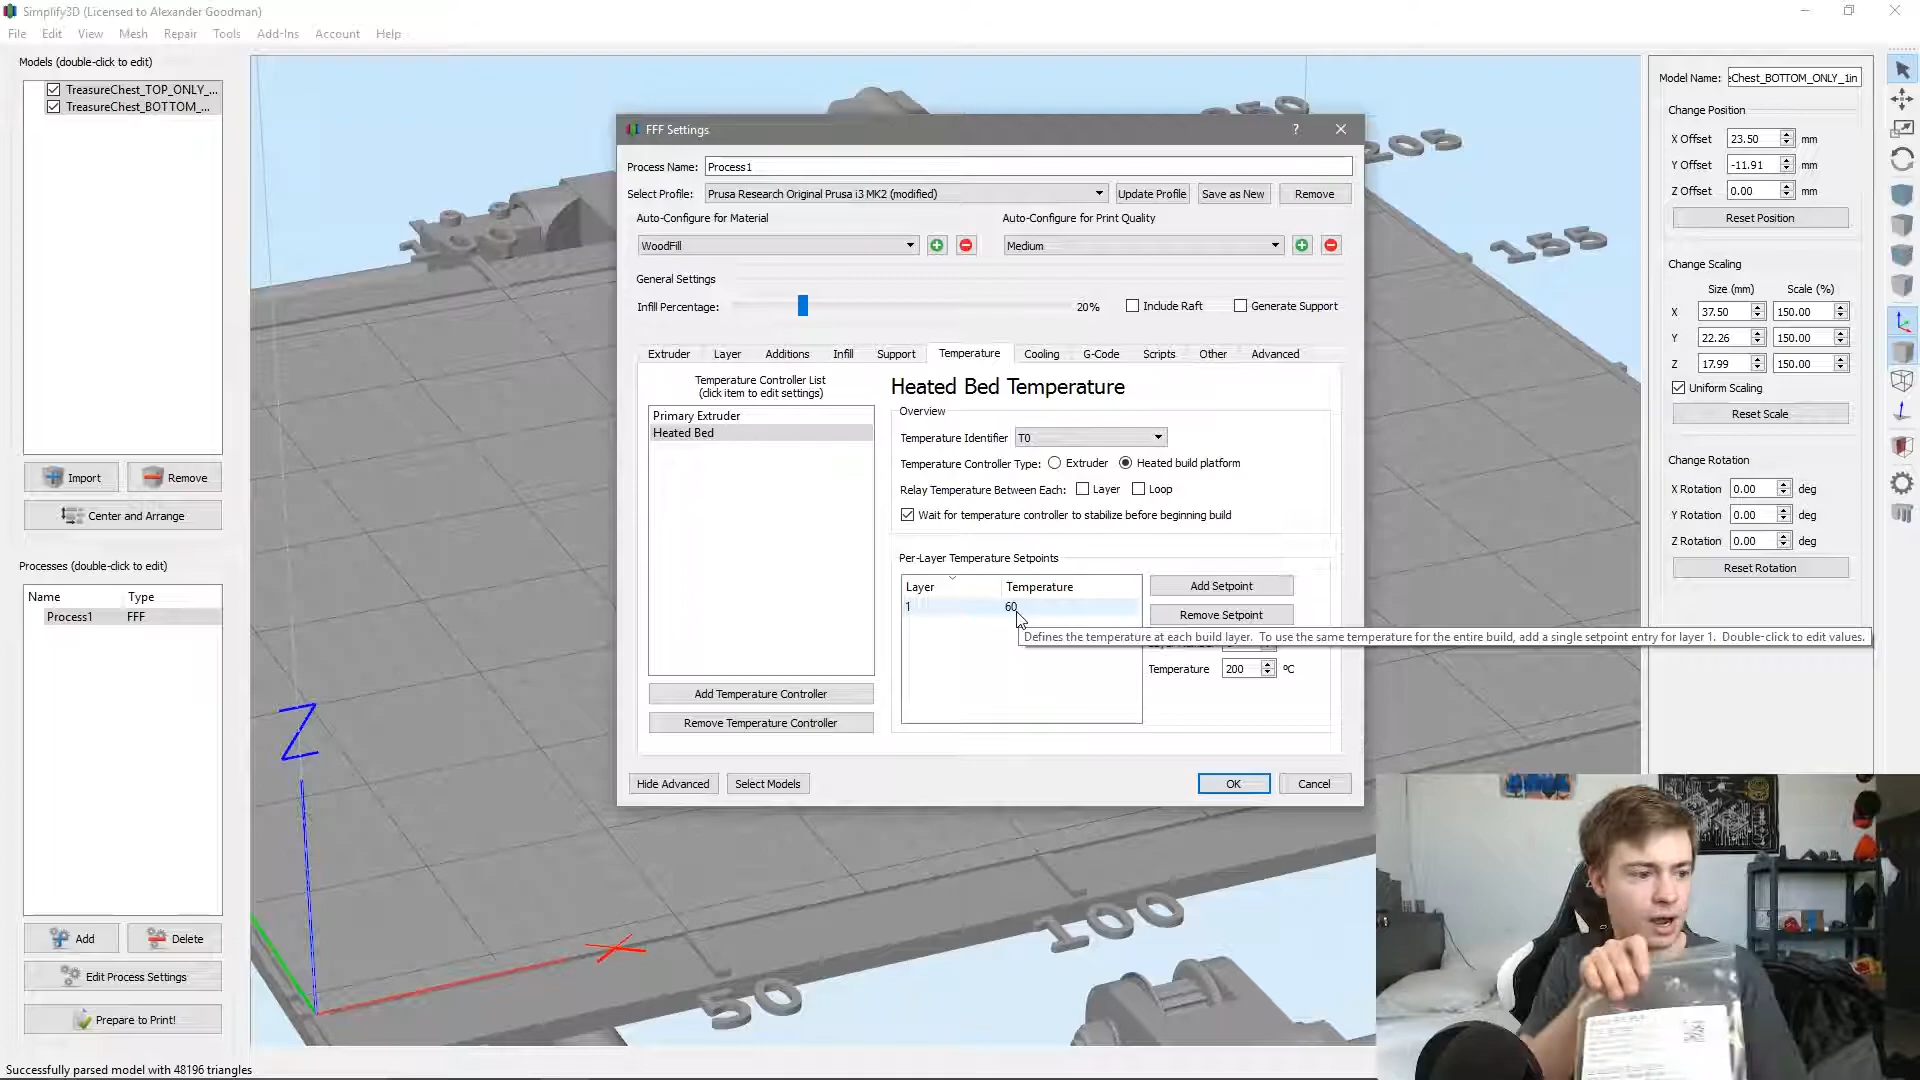 Simplify3D (Licensed to Alexander Goodman)
File Edit View Mesh Repair Tools Add-Ins Account Help
Models (double-click to edit)
TreasureChest_TOP_ONLY_...
TreasureChest_BOTTOM_...
Import Remove
Center and Arrange
Processes (double-click to edit)
Name Type
Process1 FFF
Add Delete
Edit Process Settings
Prepare to Print!
Successfully parsed model with 48196 triangles
205
155
100
50
Z
X
FFF Settings
?
Process Name: Process1
Select Profile: Prusa Research Original Prusa i3 MK2 (modified) Update Profile Save as New Remove
Auto-Configure for Material
WoodFill
Auto-Configure for Print Quality
Medium
General Settings
Infill Percentage: 20% Include Raft Generate Support
Extruder Layer Additions Infill Support Temperature Cooling G-Code Scripts Other Advanced
Temperature Controller List
(click item to edit settings)
Primary Extruder
Heated Bed
Add Temperature Controller
Remove Temperature Controller
Heated Bed Temperature
Overview
Temperature Identifier T0
Temperature Controller Type: Extruder Heated build platform
Relay Temperature Between Each: Layer Loop
Wait for temperature controller to stabilize before beginning build
Per-Layer Temperature Setpoints
Layer Temperature
1 60
Add Setpoint
Remove Setpoint
Defines the temperature at each build layer. To use the same temperature for the entire build, add a single setpoint entry for layer 1. Double-click to edit values.
Temperature 200 ºC
Hide Advanced Select Models OK Cancel
Model Name: :Chest_BOTTOM_ONLY_1in
Change Position
X Offset 23.50 mm
Y Offset -11.91 mm
Z Offset 0.00 mm
Reset Position
Change Scaling
Size (mm) Scale (%)
X 37.50 150.00
Y 22.26 150.00
Z 17.99 150.00
Uniform Scaling
Reset Scale
Change Rotation
X Rotation 0.00 deg
Y Rotation 0.00 deg
Z Rotation 0.00 deg
Reset Rotation